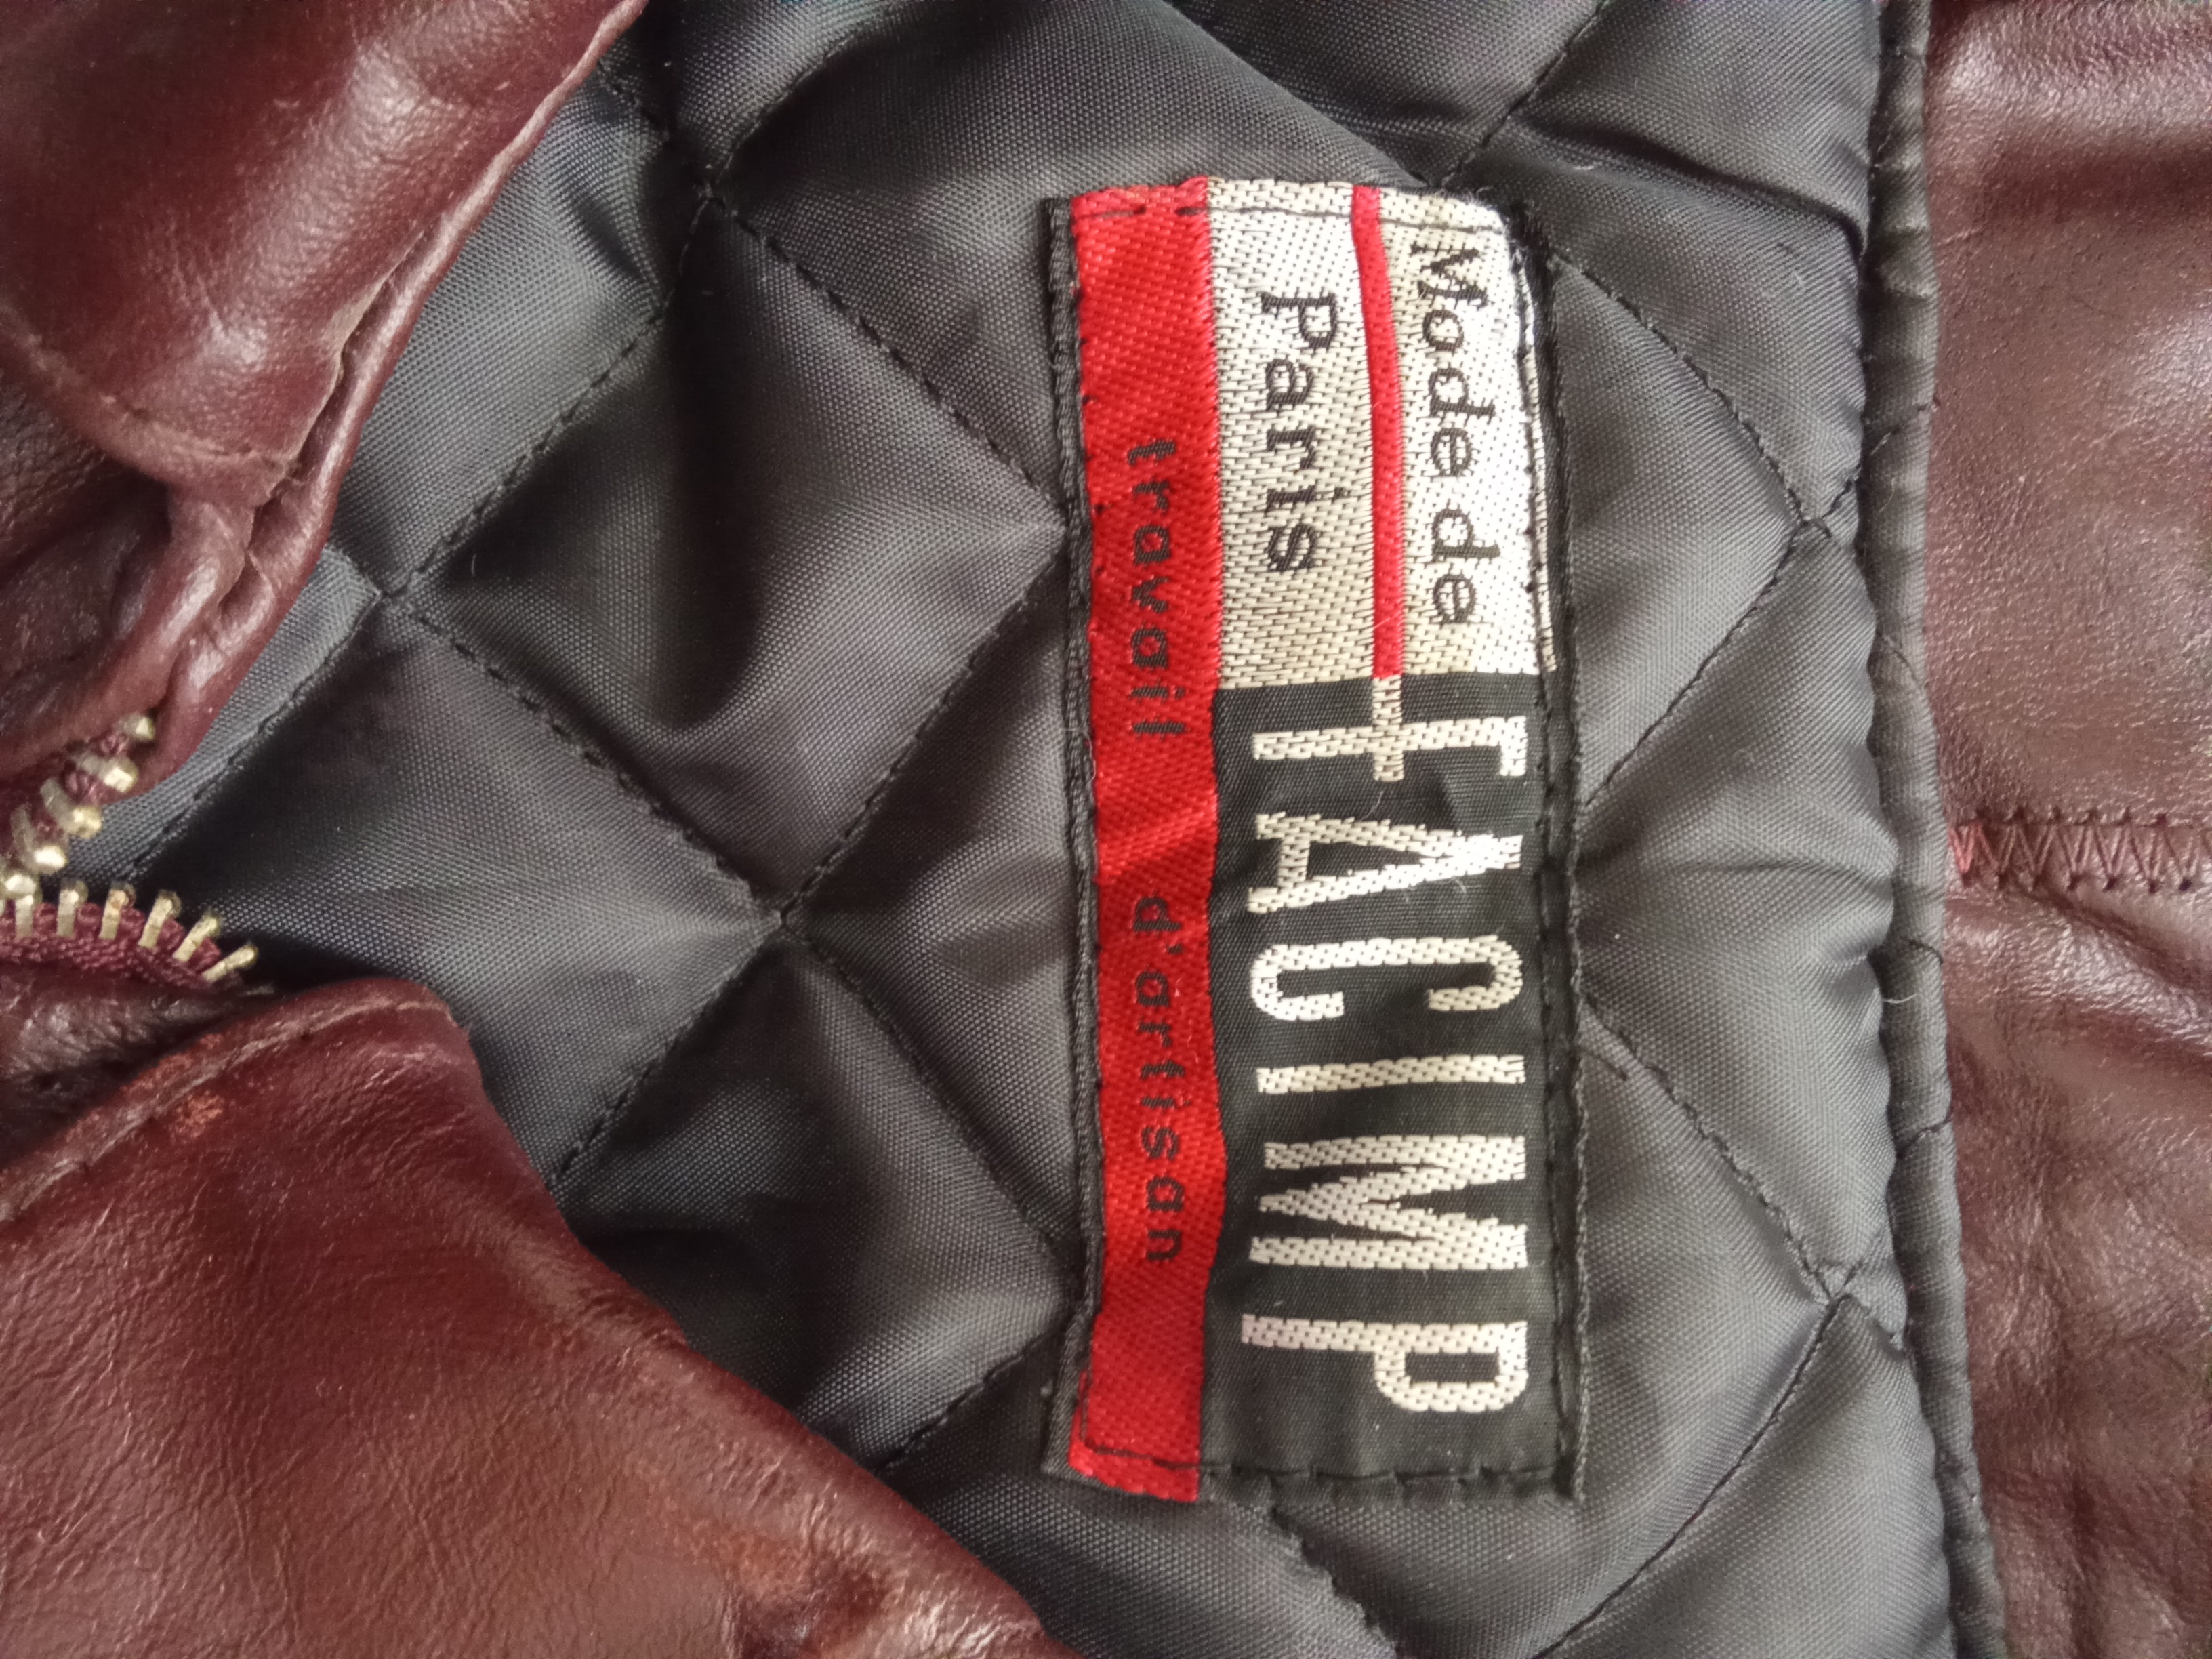 Mode de
Paris
FACIMP
travail d'artisan